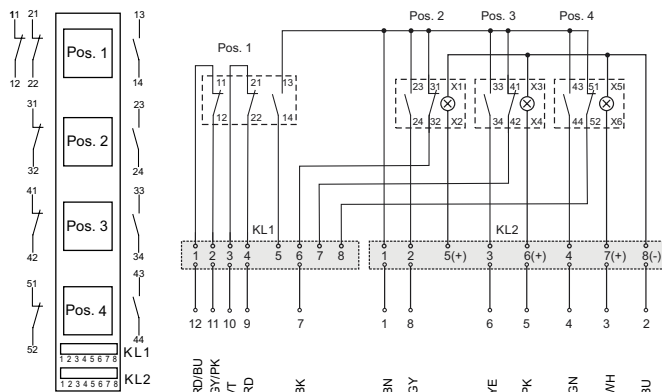 11 21 13
Pos. 1
12 22 14
31 23
Pos. 2
32 24
41 33
Pos. 3
42 34
51 43
Pos. 4
52 44
1 2 3 4 5 6 7 8 KL1
1 2 3 4 5 6 7 8 KL2
Pos. 2 Pos. 3 Pos. 4
Pos. 1
11 21 13
12 22 14
23 31 X1 33 41 X3 43 51 X5
24 32 X2 34 42 X4 44 52 X6
KL1 KL2
1 2 3 4 5 6 7 8
1 2 5(+) 3 6(+) 4 7(+) 8(-)
12 11 10 9 7 1 8 6 5 4 3 2
RD/BU
GY/PK
VT
RD
BK
BN
GY
YE
PK
GN
WH
BU